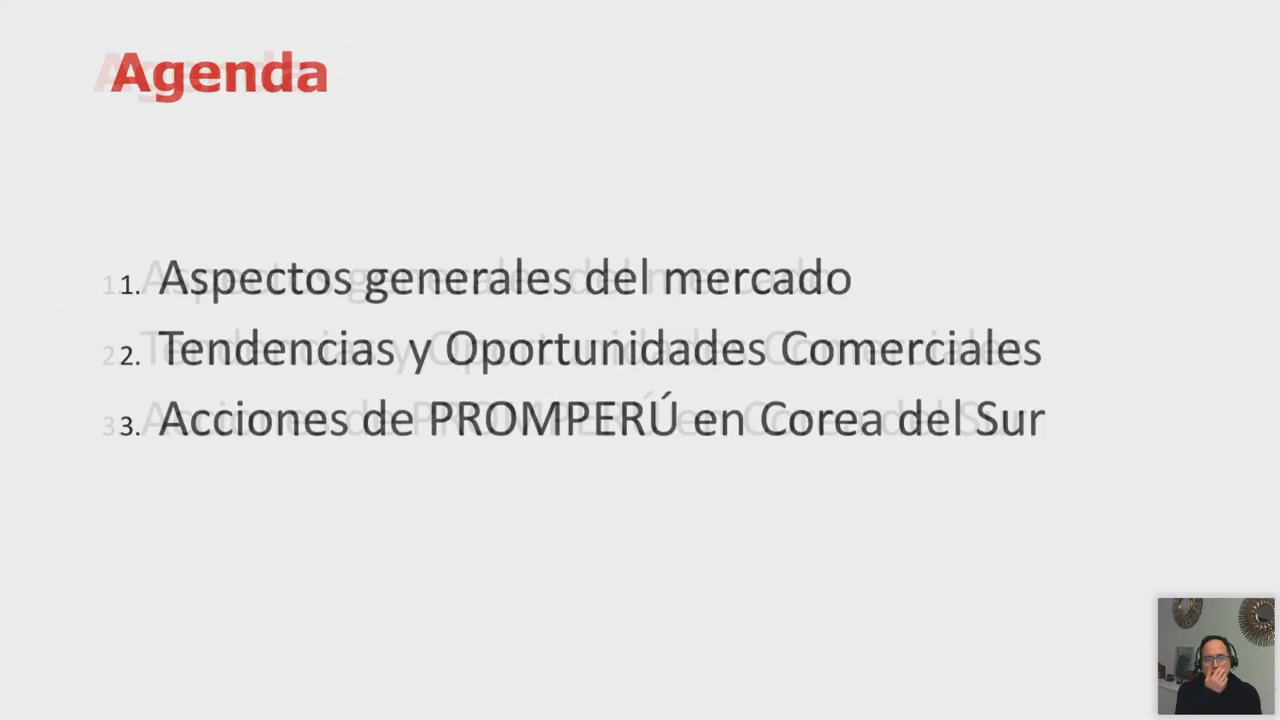 Agenda
1. Aspectos generales del mercado
2. Tendencias y Oportunidades Comerciales
3. Acciones de PROMPERÚ en Corea del Sur